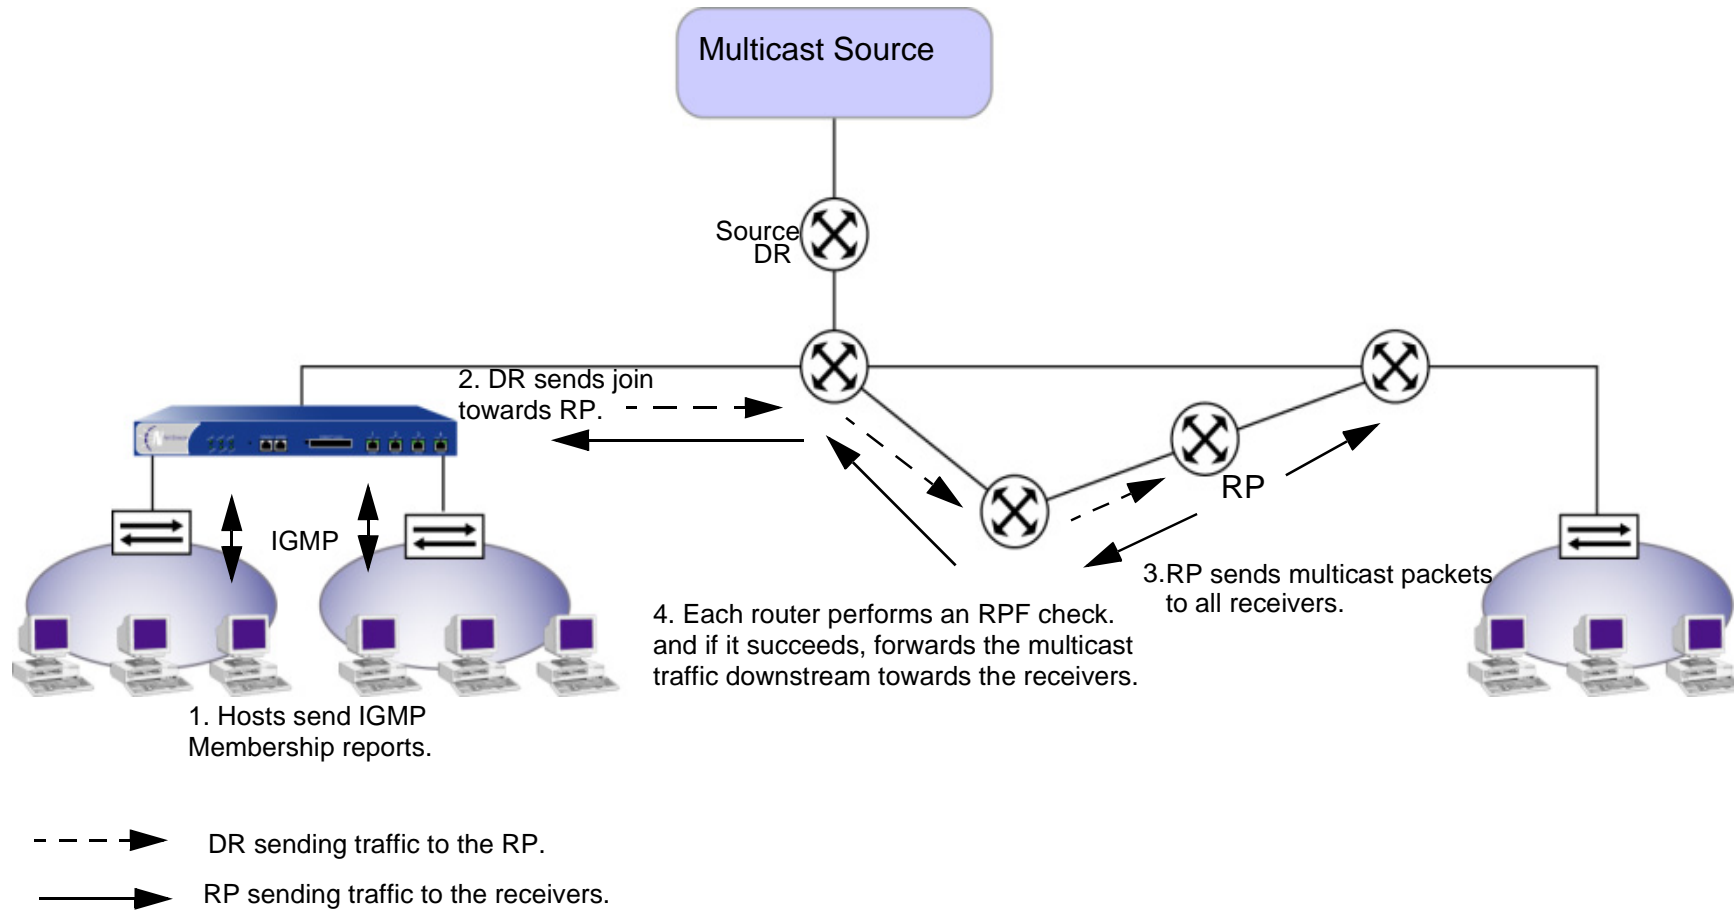 Multicast Source
Source
DR
2. DR sends join
towards RP.
RP
IGMP
3.RP sends multicast packets
to all receivers.
4. Each router performs an RPF check.
and if it succeeds, forwards the multicast
traffic downstream towards the receivers.
1. Hosts send IGMP
Membership reports.
DR sending traffic to the RP.
RP sending traffic to the receivers.